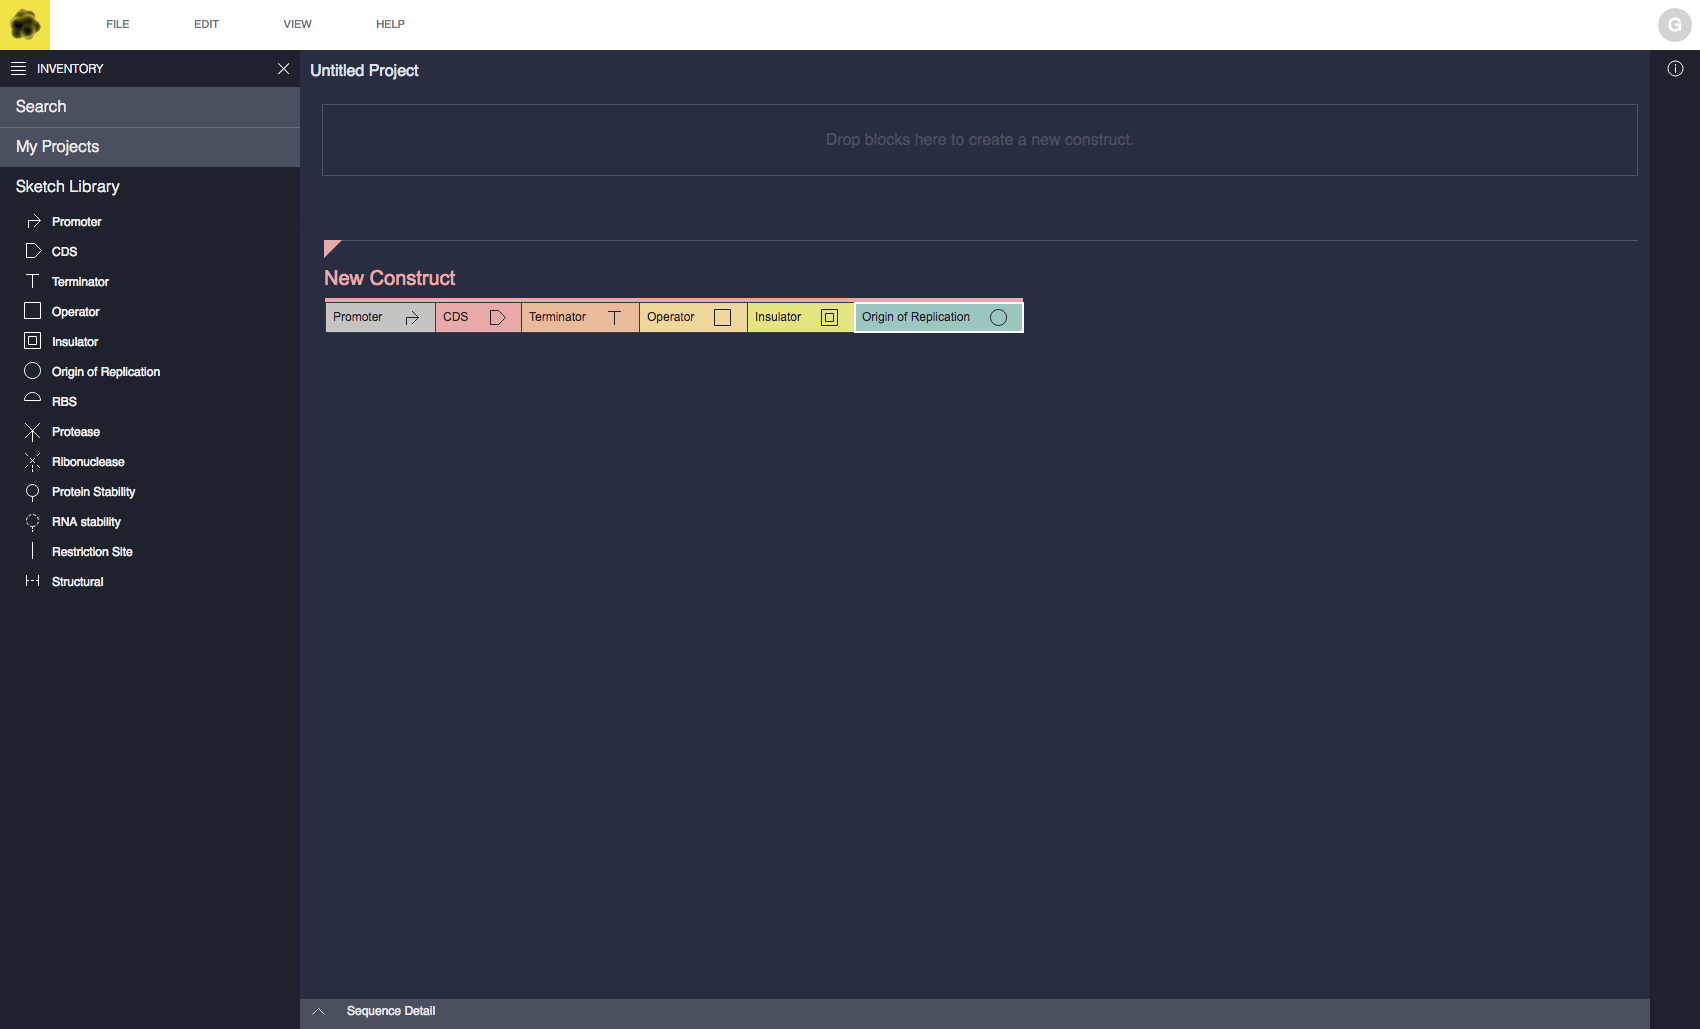 FILE EDIT VIEW HELP G
INVENTORY
Untitled Project
Search
My Projects
Sketch Library
Promoter
CDS
Terminator
Operator
Insulator
Origin of Replication
RBS
Protease
Ribonuclease
Protein Stability
RNA stability
Restriction Site
Structural
Drop blocks here to create a new construct.
New Construct
Promoter CDS Terminator Operator Insulator Origin of Replication
Sequence Detail